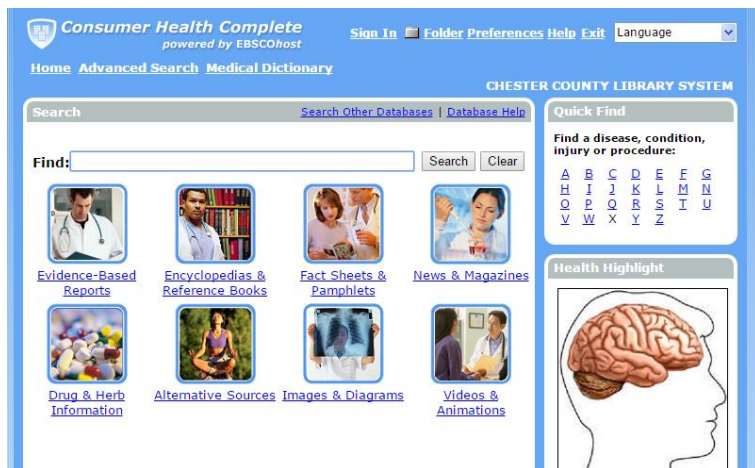 Consumer Health Complete
powered by EBSCOhost
Sign In Folder Preferences Help Exit Language
Home Advanced Search Medical Dictionary
CHESTER COUNTY LIBRARY SYSTEM
Search
Search Other Databases | Database Help
Find: Search Clear
Evidence-Based
Reports
Encyclopedias &
Reference Books
Fact Sheets &
Pamphlets
News & Magazines
Drug & Herb
Information
Alternative Sources
Images & Diagrams
Videos &
Animations
Quick Find
Find a disease, condition,
injury or procedure:
A B C D E F G
H I J K L M N
O P Q R S T U
V W X Y Z
Health Highlight